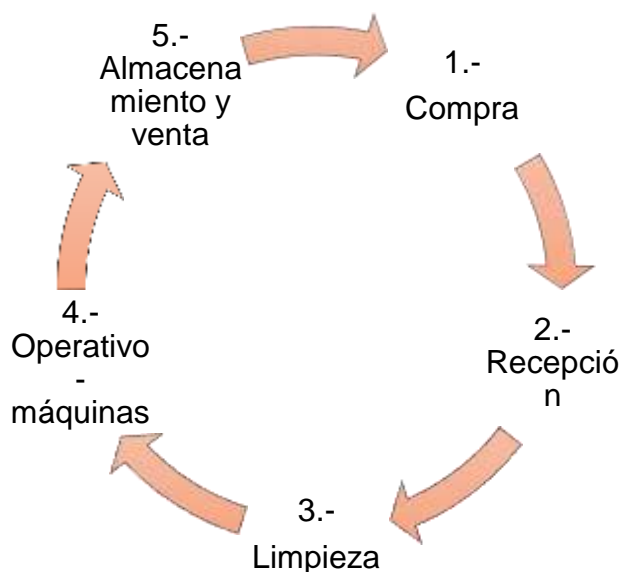 1.-
Compra
2.-
Recepció
n
3.-
Limpieza
4.-
Operativo
-
máquinas
5.-
Almacena
miento y
venta